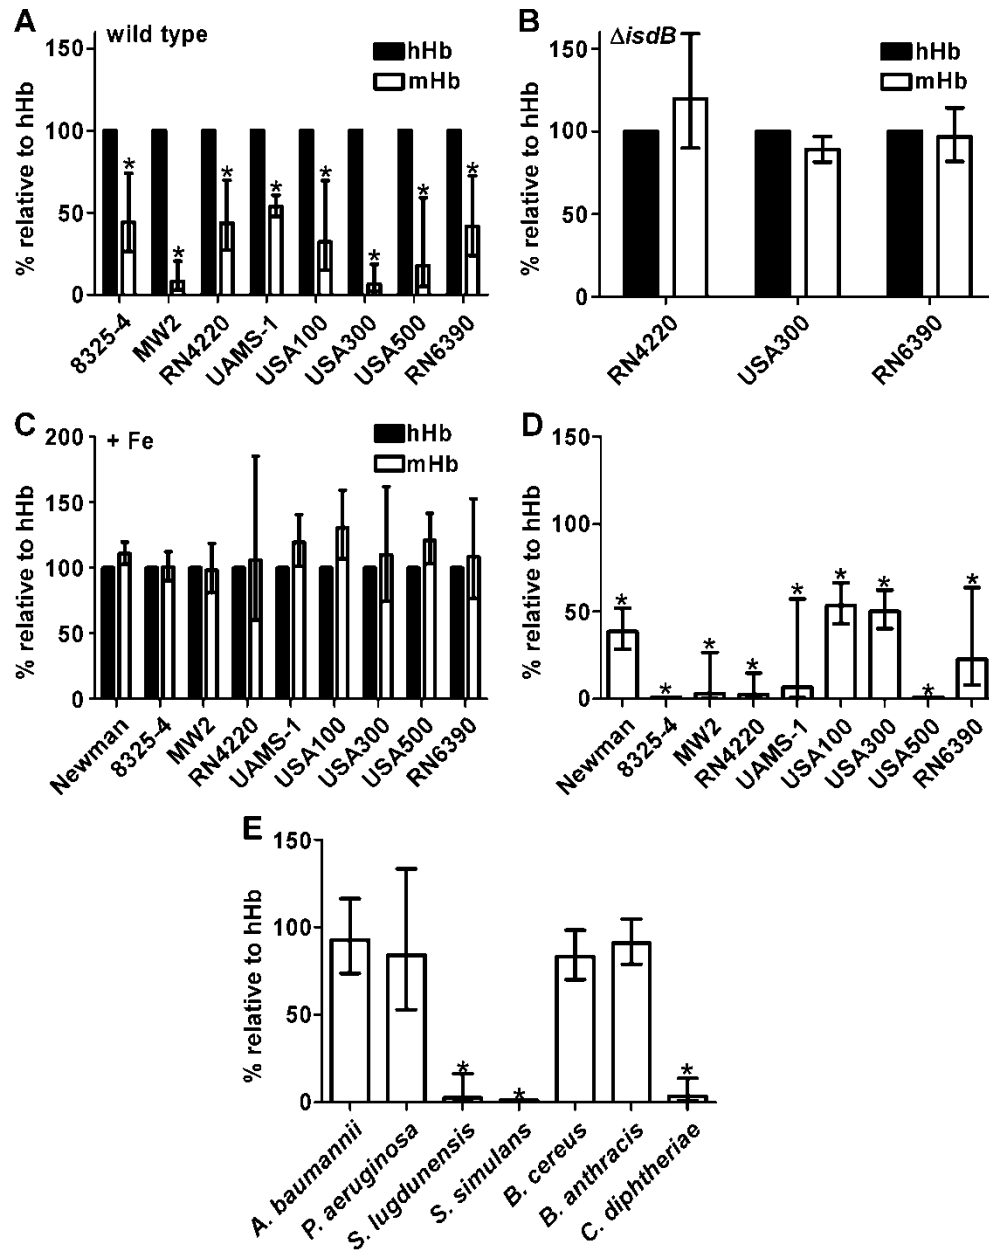 A
wild type
hHb
mHb
% relative to hHb
150
100
50
0
* * * * * * * *
8325-4
MW2
RN4220
UAMS-1
USA100
USA300
USA500
RN6390
B
ΔisdB
hHb
mHb
% relative to hHb
150
100
50
0
RN4220
USA300
RN6390
C
+ Fe
hHb
mHb
% relative to hHb
200
150
100
50
0
Newman
8325-4
MW2
RN4220
UAMS-1
USA100
USA300
USA500
RN6390
D
% relative to hHb
150
100
50
0
* * * * * * * * *
Newman
8325-4
MW2
RN4220
UAMS-1
USA100
USA300
USA500
RN6390
E
% relative to hHb
150
100
50
0
* * *
A. baumannii
P. aeruginosa
S. lugdunensis
S. simulans
B. cereus
B. anthracis
C. diphtheriae